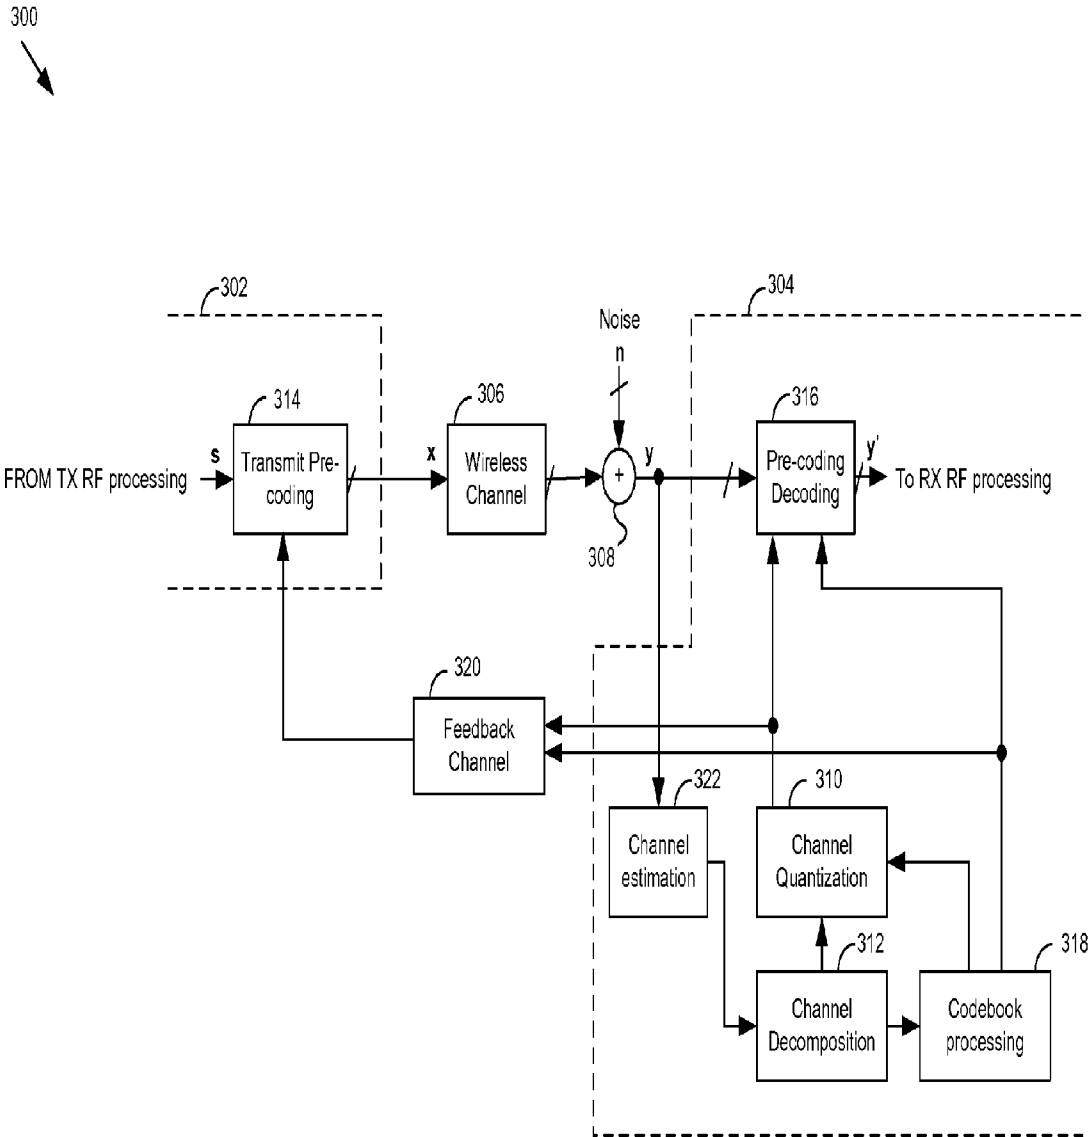 300
302
304
Noise
n
314
306
316
s
x
y
y'
FROM TX RF processing
Transmit Pre-
coding
Wireless
Channel
+
Pre-coding
Decoding
To RX RF processing
308
320
Feedback
Channel
322
310
Channel
estimation
Channel
Quantization
312
318
Channel
Decomposition
Codebook
processing